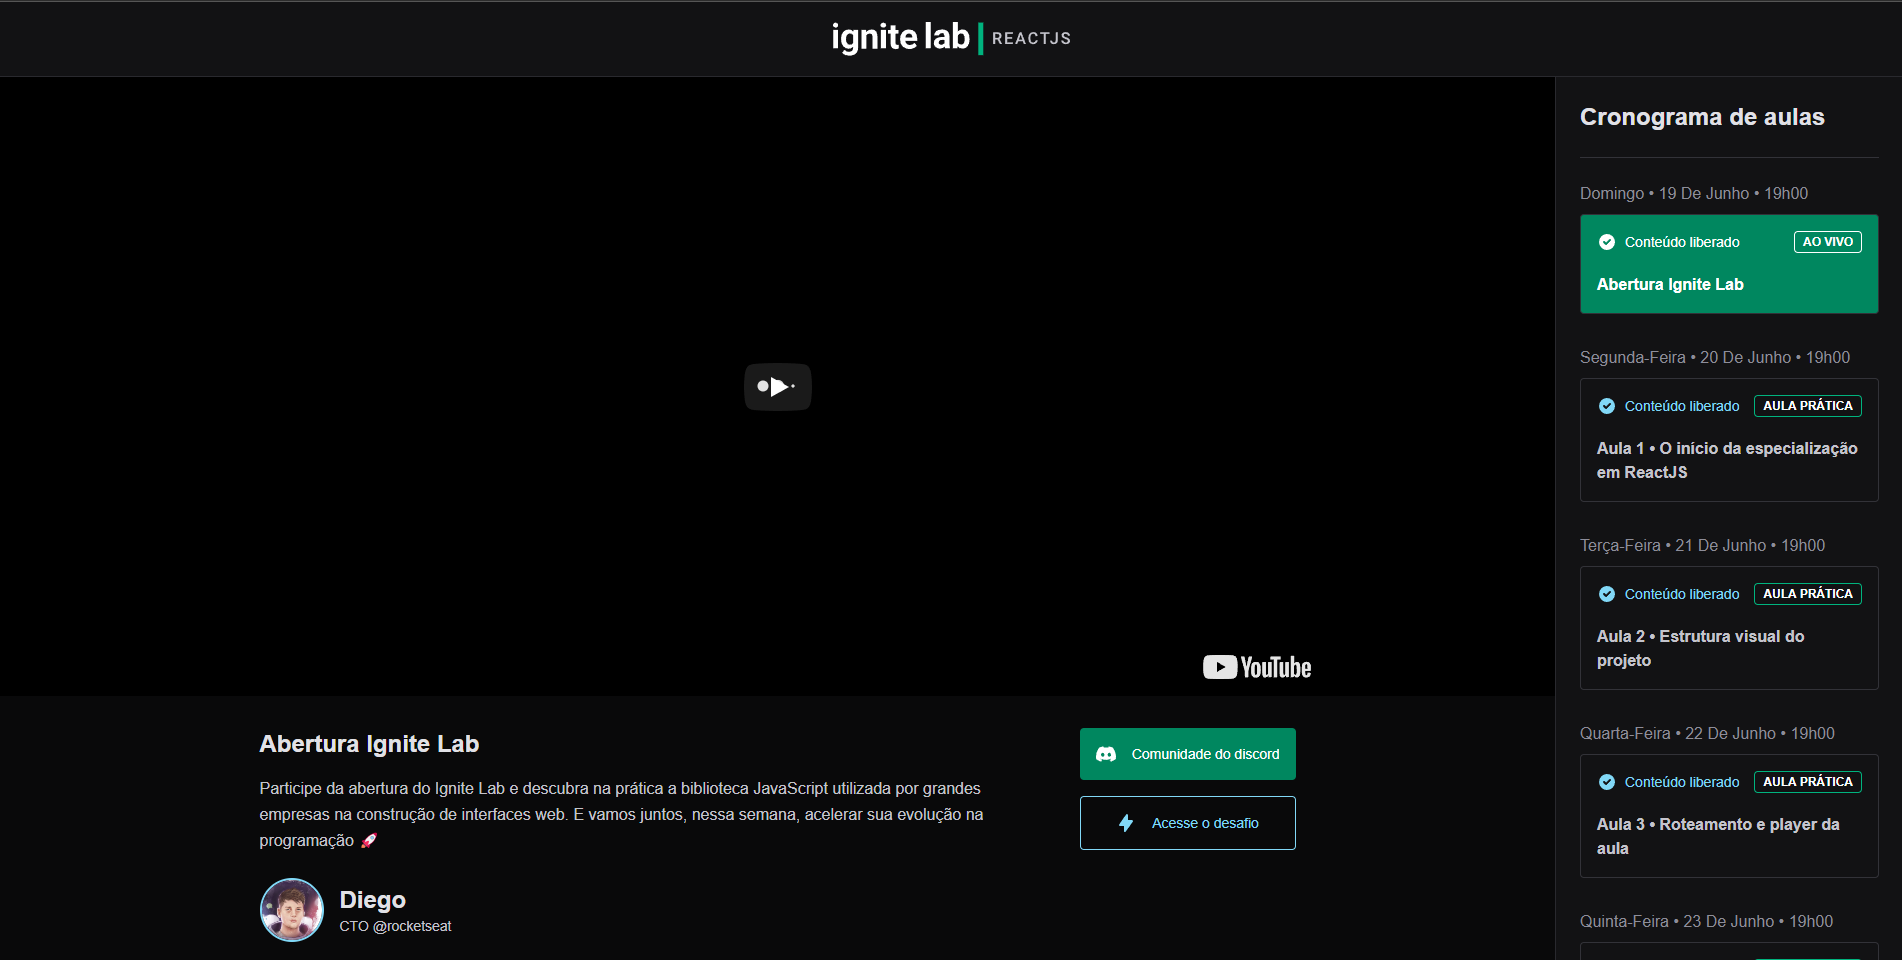 ignite lab REACTJS
YouTube
Abertura Ignite Lab
Participe da abertura do Ignite Lab e descubra na prática a biblioteca JavaScript utilizada por grandes
empresas na construção de interfaces web. E vamos juntos, nessa semana, acelerar sua evolução na
programação 🚀
Diego
CTO @rocketseat
Comunidade do discord
Acesse o desafio
Cronograma de aulas
Domingo • 19 De Junho • 19h00
Conteúdo liberado AO VIVO
Abertura Ignite Lab
Segunda-Feira • 20 De Junho • 19h00
Conteúdo liberado AULA PRÁTICA
Aula 1 • O início da especialização
em ReactJS
Terça-Feira • 21 De Junho • 19h00
Conteúdo liberado AULA PRÁTICA
Aula 2 • Estrutura visual do
projeto
Quarta-Feira • 22 De Junho • 19h00
Conteúdo liberado AULA PRÁTICA
Aula 3 • Roteamento e player da
aula
Quinta-Feira • 23 De Junho • 19h00